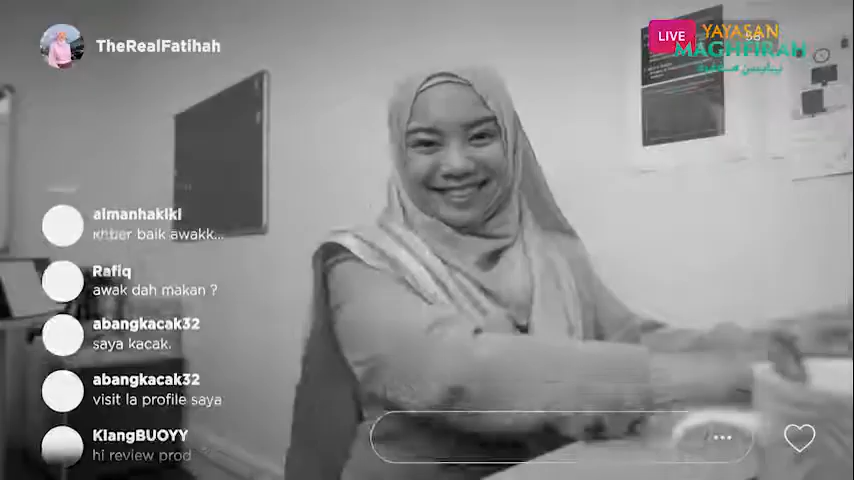 TheRealFatihah
LIVE
YAYASAN
MAGHFIRAH
aimanhakiki
khber baik awakk...
Rafiq
awak dah makan ?
abangkacak32
saya kacak.
abangkacak32
visit la profile saya
KlangBUOYY
hi review prod